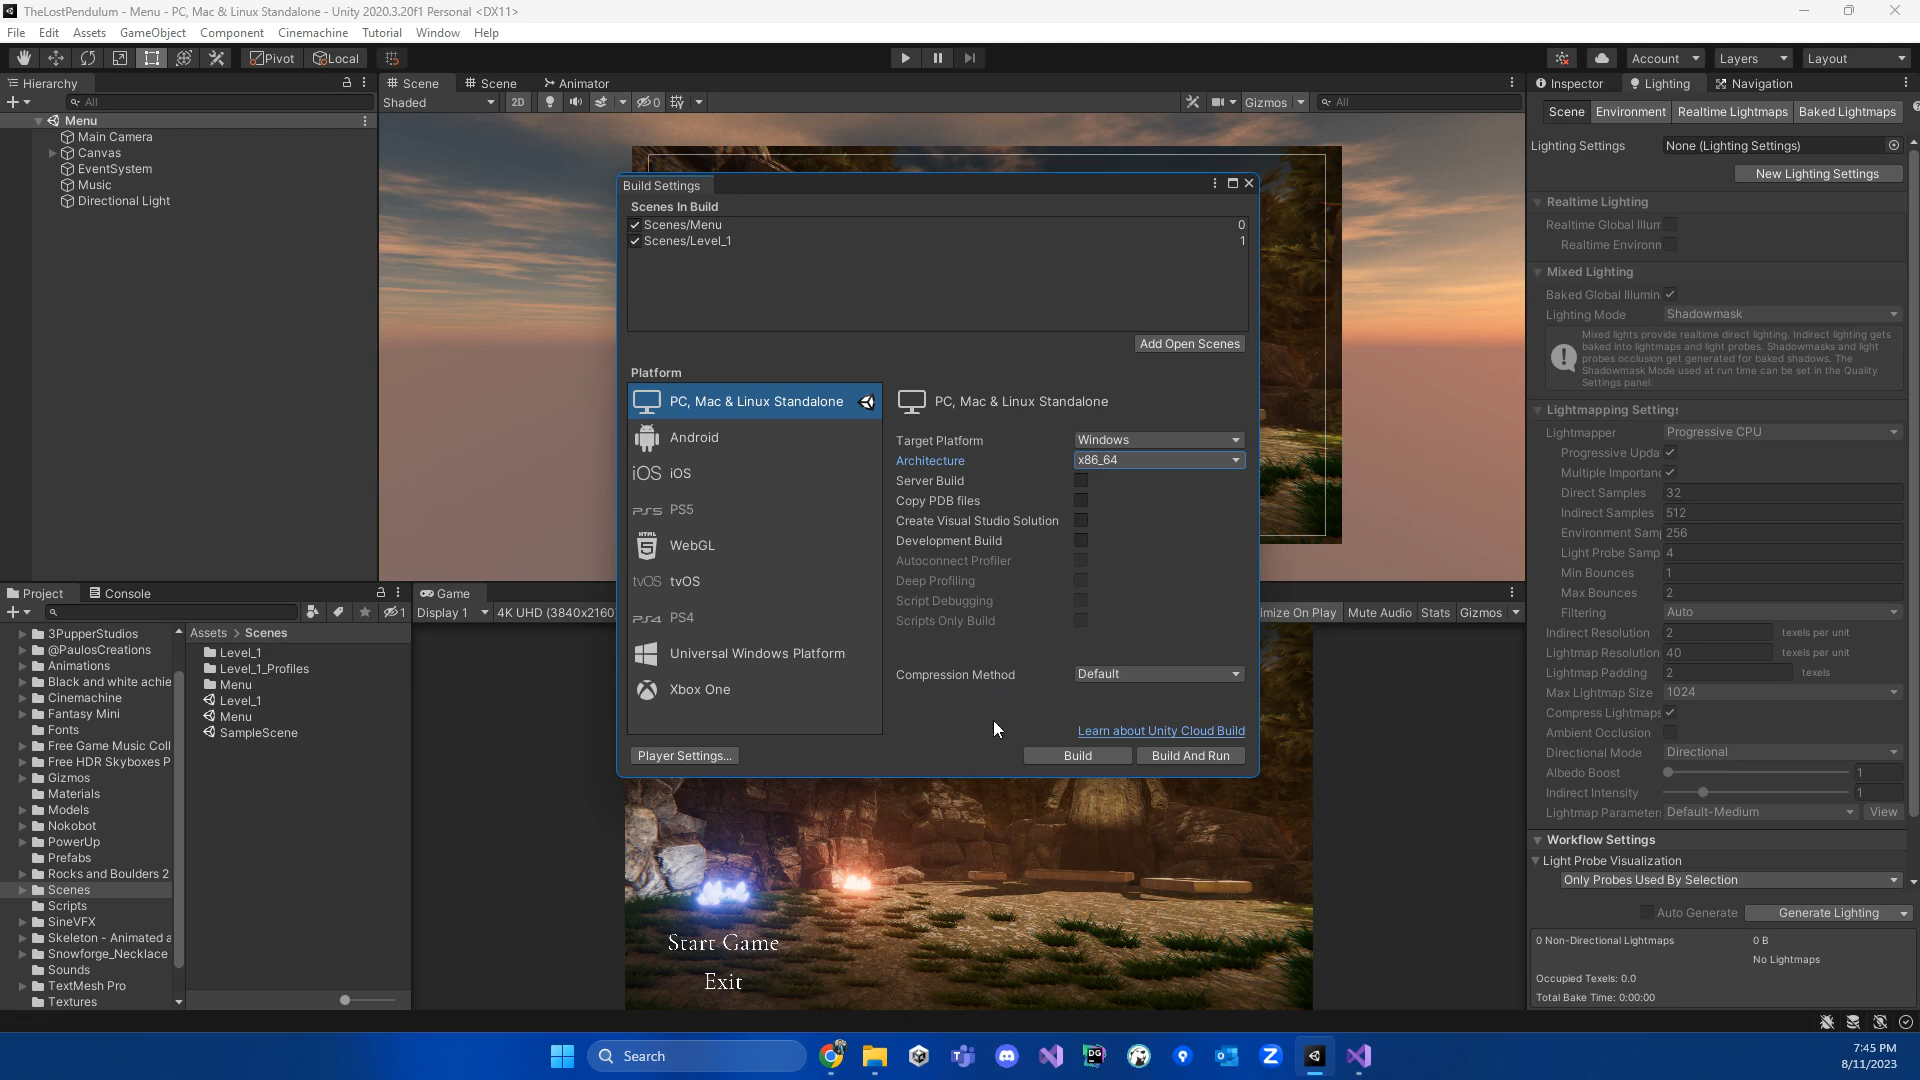 TheLostPendulum - Menu - PC, Mac & Linux Standalone - Unity 2020.3.20f1 Personal <DX11>
File Edit Assets GameObject Component Cinemachine Tutorial Window Help
Pivot Local Account Layers Layout
Hierarchy
All
Menu
Main Camera
Canvas
EventSystem
Music
Directional Light
Scene Scene Animator
Shaded 2D 0 Gizmos All
Build Settings
Scenes In Build
Scenes/Menu 0
Scenes/Level_1 1
Add Open Scenes
Platform
PC, Mac & Linux Standalone
Android
iOS iOS
PS5 PS5
HTML WebGL
tvOS tvOS
PS4 PS4
Universal Windows Platform
Xbox One
PC, Mac & Linux Standalone
Target Platform Windows
Architecture x86_64
Server Build
Copy PDB files
Create Visual Studio Solution
Development Build
Autoconnect Profiler
Deep Profiling
Script Debugging
Scripts Only Build
Compression Method Default
Learn about Unity Cloud Build
Player Settings... Build Build And Run
Inspector Lighting Navigation
Scene Environment Realtime Lightmaps Baked Lightmaps
Lighting Settings None (Lighting Settings)
New Lighting Settings
Realtime Lighting
Realtime Global Illum
Realtime Environn
Mixed Lighting
Baked Global Illumin
Lighting Mode Shadowmask
Mixed lights provide realtime direct lighting. Indirect lighting gets
baked into lightmaps and light probes. Shadowmasks and light
probes occlusion get generated for baked shadows. The
Shadowmask Mode used at run time can be set in the Quality
Settings panel.
Lightmapping Settings
Lightmapper Progressive CPU
Progressive Upda
Multiple Importanc
Direct Samples 32
Indirect Samples 512
Environment Sam 256
Light Probe Samp 4
Min Bounces 1
Max Bounces 2
Filtering Auto
Indirect Resolution 2 texels per unit
Lightmap Resolution 40 texels per unit
Lightmap Padding 2 texels
Max Lightmap Size 1024
Compress Lightmaps
Ambient Occlusion
Directional Mode Directional
Albedo Boost 1
Indirect Intensity 1
Lightmap Parameter Default-Medium View
Workflow Settings
Light Probe Visualization
Only Probes Used By Selection
Auto Generate Generate Lighting
0 Non-Directional Lightmaps 0 B
No Lightmaps
Occupied Texels: 0.0
Total Bake Time: 0:00:00
Project Console
1
3PupperStudios
@PaulosCreations
Animations
Black and white achie
Cinemachine
Fantasy Mini
Fonts
Free Game Music Coll
Free HDR Skyboxes P
Gizmos
Materials
Models
Nokobot
PowerUp
Prefabs
Rocks and Boulders 2
Scenes
Scripts
SineVFX
Skeleton - Animated a
Snowforge_Necklace
Sounds
TextMesh Pro
Textures
Assets > Scenes
Level_1
Level_1_Profiles
Menu
Level_1
Menu
SampleScene
Game
Display 1 4K UHD (3840x2160 imize On Play Mute Audio Stats Gizmos
Start Game
Exit
Search
DG
7:45 PM
8/11/2023